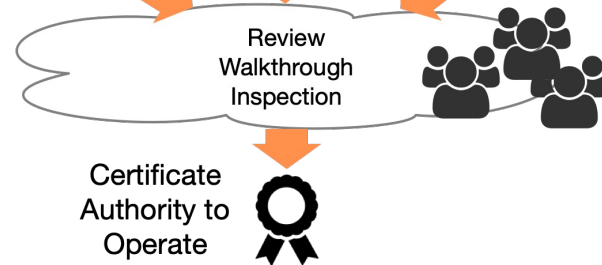 Review
Walkthrough
Inspection
Certificate
Authority to
Operate